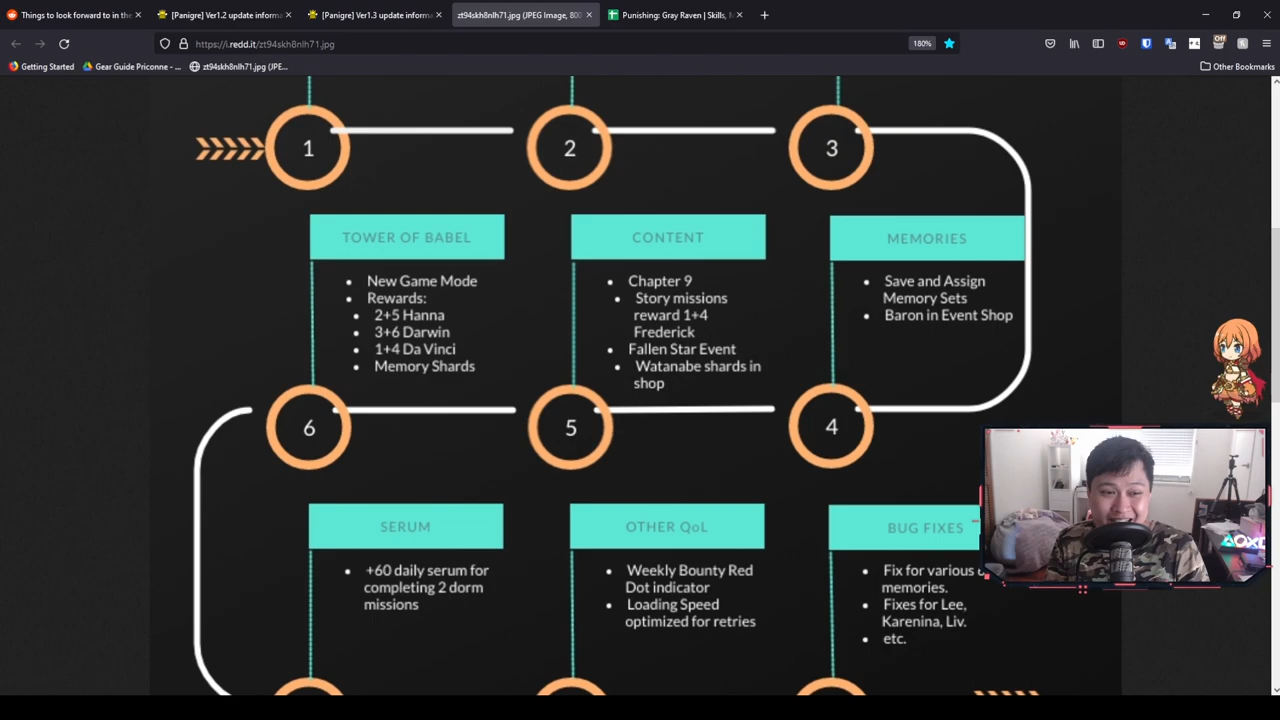 Things to look forward to in the
[Panigre] Ver1.2 update informa
[Panigre] Ver1.3 update informa
zt94skh8nlh71.jpg (JPEG Image, 800
Punishing: Gray Raven | Skills, M
https://i.redd.it/zt94skh8nlh71.jpg
180%
Off
Getting Started
Gear Guide Priconne - ...
zt94skh8nlh71.jpg (JPE...
Other Bookmarks
1
2
3
TOWER OF BABEL
New Game Mode
Rewards:
2+5 Hanna
3+6 Darwin
1+4 Da Vinci
Memory Shards
CONTENT
Chapter 9
Story missions
reward 1+4
Frederick
Fallen Star Event
Watanabe shards in
shop
MEMORIES
Save and Assign
Memory Sets
Baron in Event Shop
6
5
4
SERUM
+60 daily serum for
completing 2 dorm
missions
OTHER QoL
Weekly Bounty Red
Dot indicator
Loading Speed
optimized for retries
BUG FIXES
Fix for various
memories.
Fixes for Lee,
Karenina, Liv.
etc.